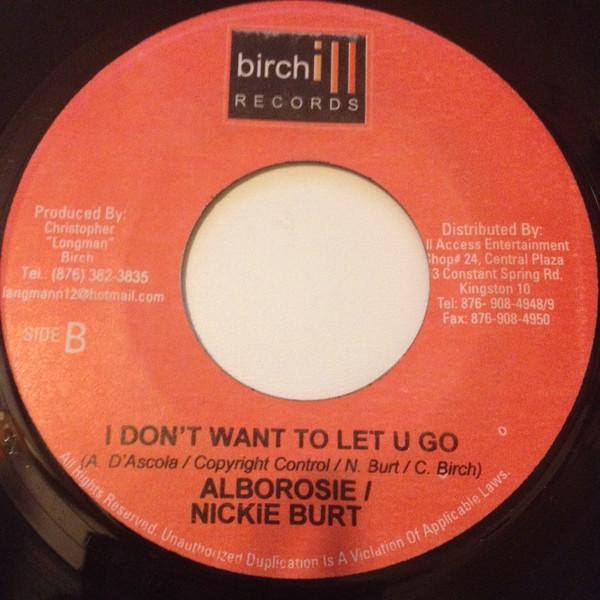 birchill
RECORDS
Produced By:
Christopher
"Longman"
Birch
Tel.: (876) 382-3835
langmann12@hotmail.com
SIDE B
Distributed By:
ll Access Entertainment
Shop# 24, Central Plaza
3 Constant Spring Rd.
Kingston 10
Tel: 876- 908-4948/9
Fax: 876-908-4950
I DON'T WANT TO LET U GO
(A. D'Ascola / Copyright Control / N. Burt / C. Birch)
ALBOROSIE /
NICKiE BURT
All Rights Reserved. Unauthorized Duplication Is A Violation Of Applicable Laws.